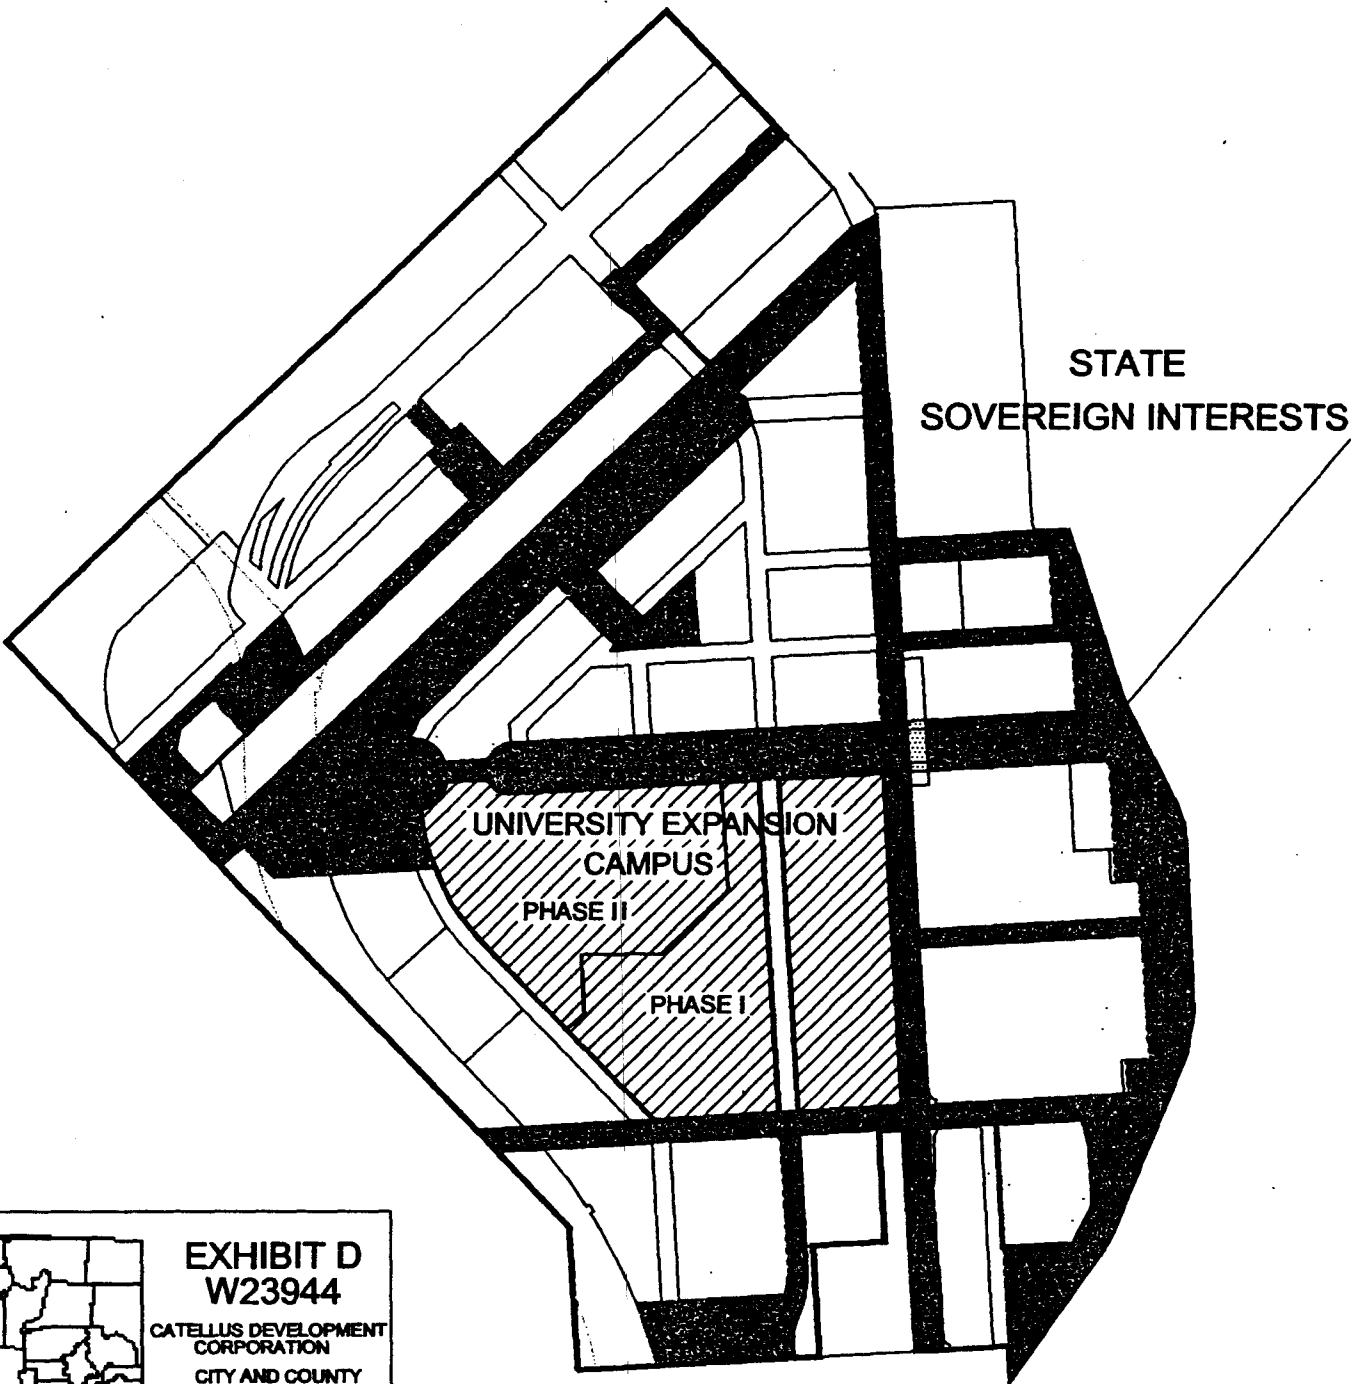 STATE
SOVEREIGN INTERESTS
UNIVERSITY EXPANSION
CAMPUS
PHASE II
PHASE I
EXHIBIT D
W23944
CATELLUS DEVELOPMENT
CORPORATION
CITY AND COUNTY